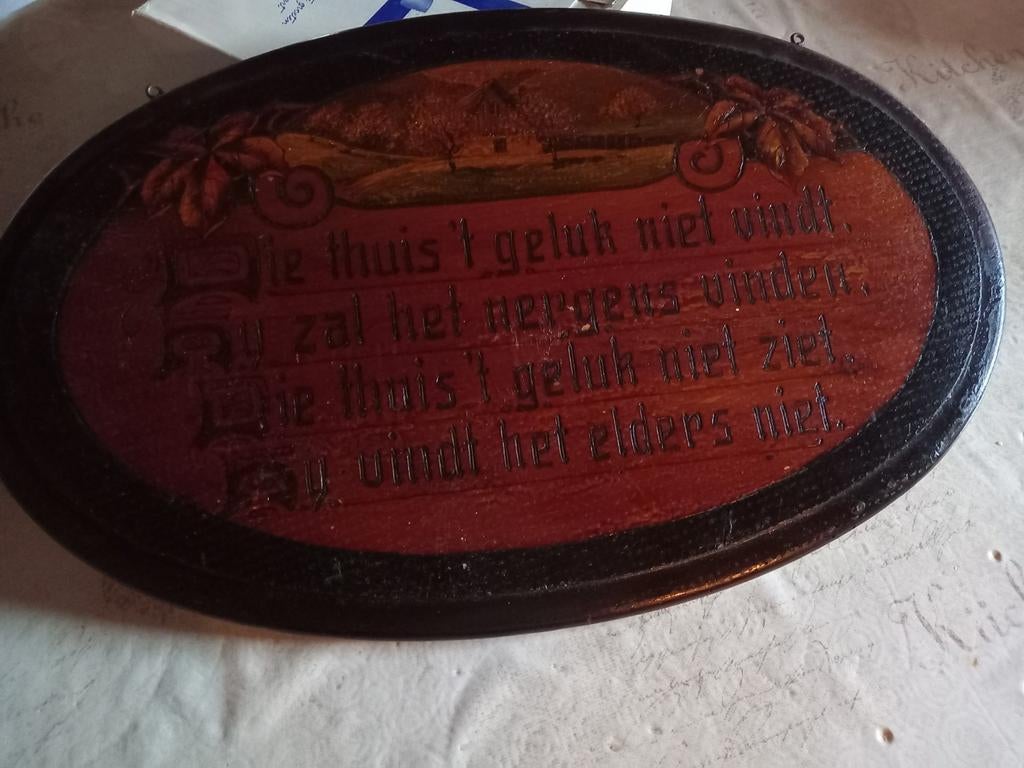 Die thuis 't geluk niet vindt,
Hy zal het nergens vinden,
Die thuis 't geluk niet ziet,
Hy vindt het elders niet.
Kitchen